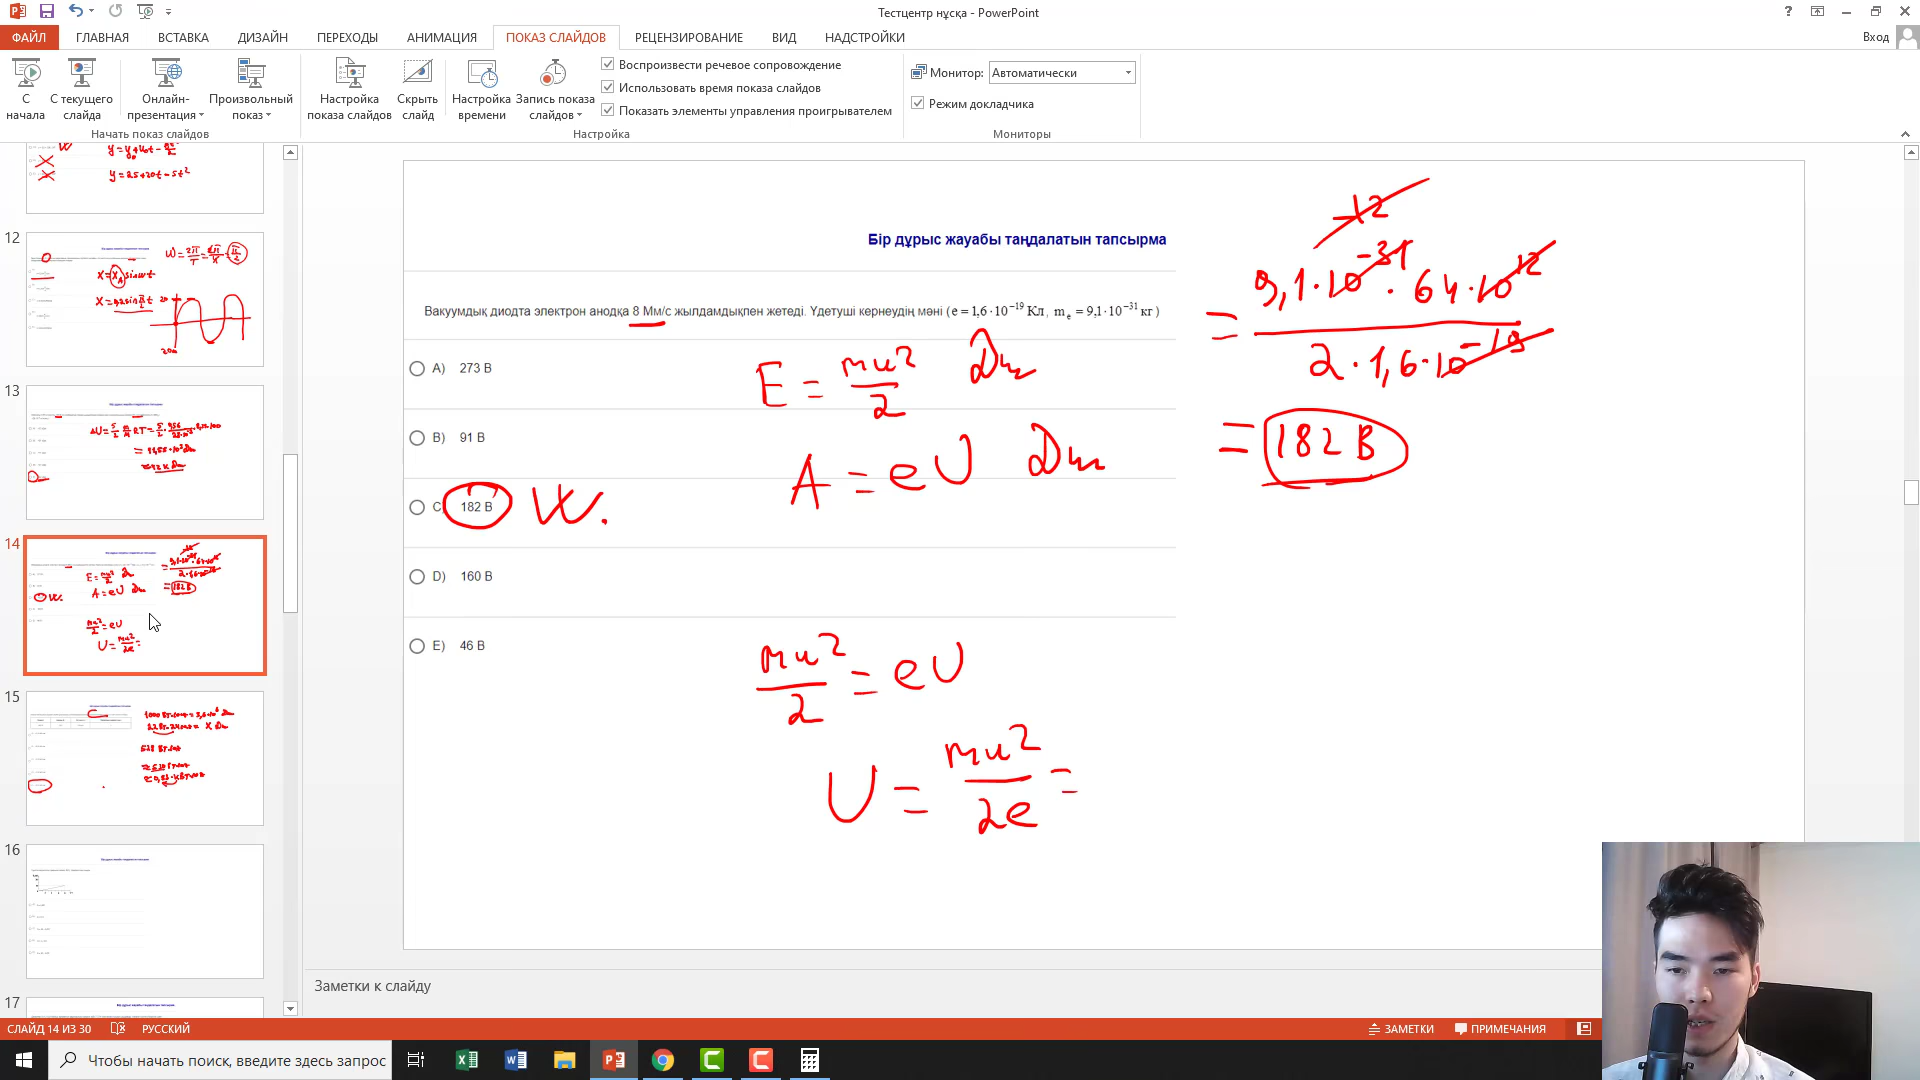 Тестцентр нұсқа - PowerPoint
ФАЙЛ ГЛАВНАЯ ВСТАВКА ДИЗАЙН ПЕРЕХОДЫ АНИМАЦИЯ ПОКАЗ СЛАЙДОВ РЕЦЕНЗИРОВАНИЕ ВИД НАДСТРОЙКИ Вход
С начала
С текущего слайда
Онлайн-презентация
Произвольный показ
Начать показ слайдов
Настройка показа слайдов
Скрыть слайд
Настройка времени
Запись показа слайдов
Воспроизвести речевое сопровождение
Использовать время показа слайдов
Показать элементы управления проигрывателем
Настройка
Монитор: Автоматически
Режим докладчика
Мониторы
12
13
14
15
16
17
Бір дұрыс жауабы таңдалатын тапсырма
Вакуумдық диодта электрон анодқа 8 Мм/с жылдамдықпен жетеді. Үдетуші кернеудің мәні (e = 1,6·10⁻¹⁹ Кл, mₑ = 9,1·10⁻³¹ кг)
A) 273 В
B) 91 В
C) 182 В
D) 160 В
E) 46 В
E = mu²/2 Дж
A = eU Дж
mu²/2 = eU
U = mu²/2e =
-12
= 9,1·10⁻³¹ · 64·10¹² / 2·1,6·10⁻¹⁹
= 182 В
Заметки к слайду
СЛАЙД 14 ИЗ 30 РУССКИЙ ЗАМЕТКИ ПРИМЕЧАНИЯ
Чтобы начать поиск, введите здесь запрос